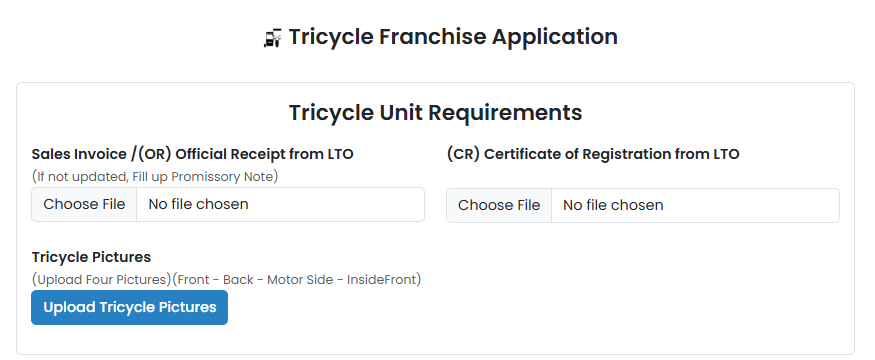 Tricycle Franchise Application
Tricycle Unit Requirements
Sales Invoice /(OR) Official Receipt from LTO
(If not updated, Fill up Promissory Note)
Choose File No file chosen
(CR) Certificate of Registration from LTO
Choose File No file chosen
Tricycle Pictures
(Upload Four Pictures)(Front - Back - Motor Side - InsideFront)
Upload Tricycle Pictures